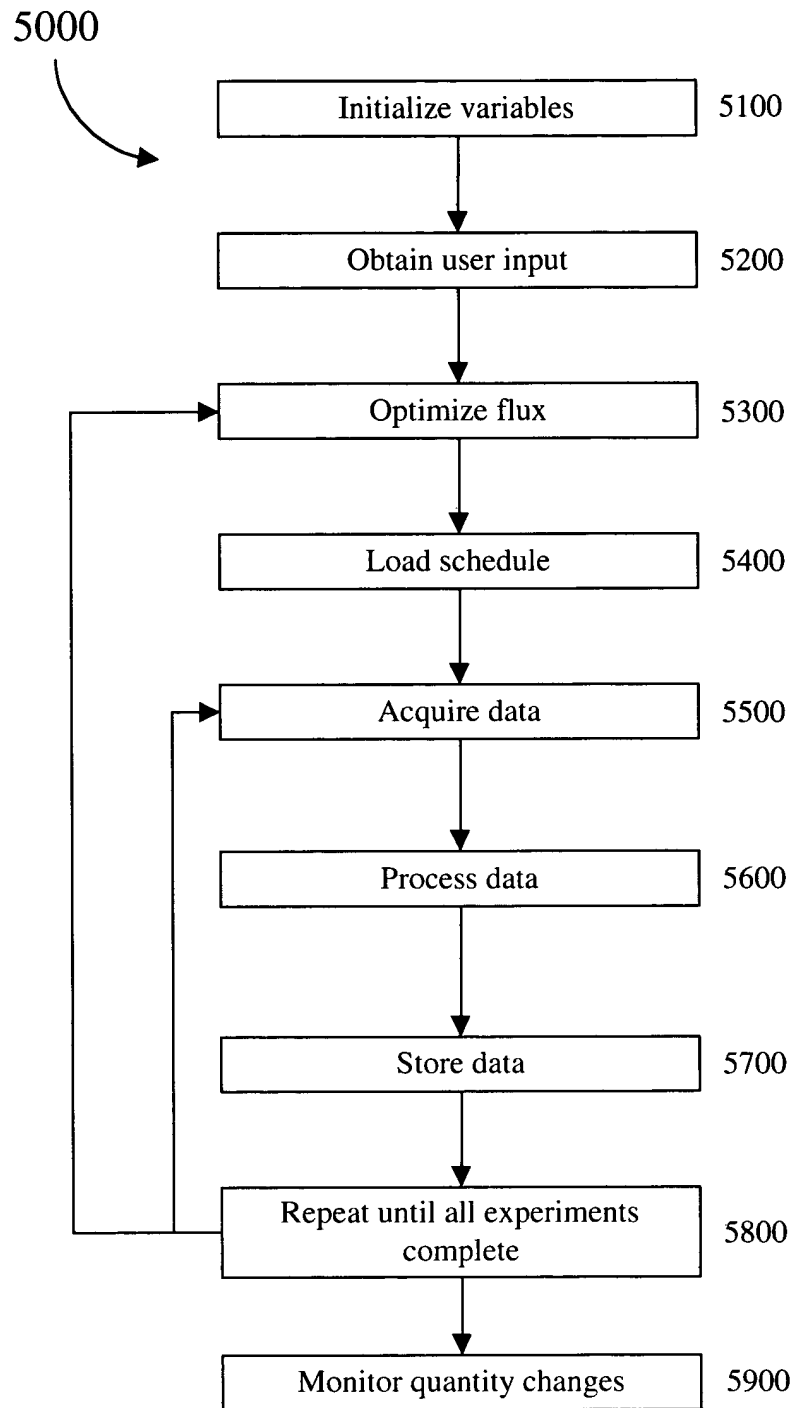 5000
Initialize variables 5100
Obtain user input 5200
Optimize flux 5300
Load schedule 5400
Acquire data 5500
Process data 5600
Store data 5700
Repeat until all experiments
complete 5800
Monitor quantity changes 5900